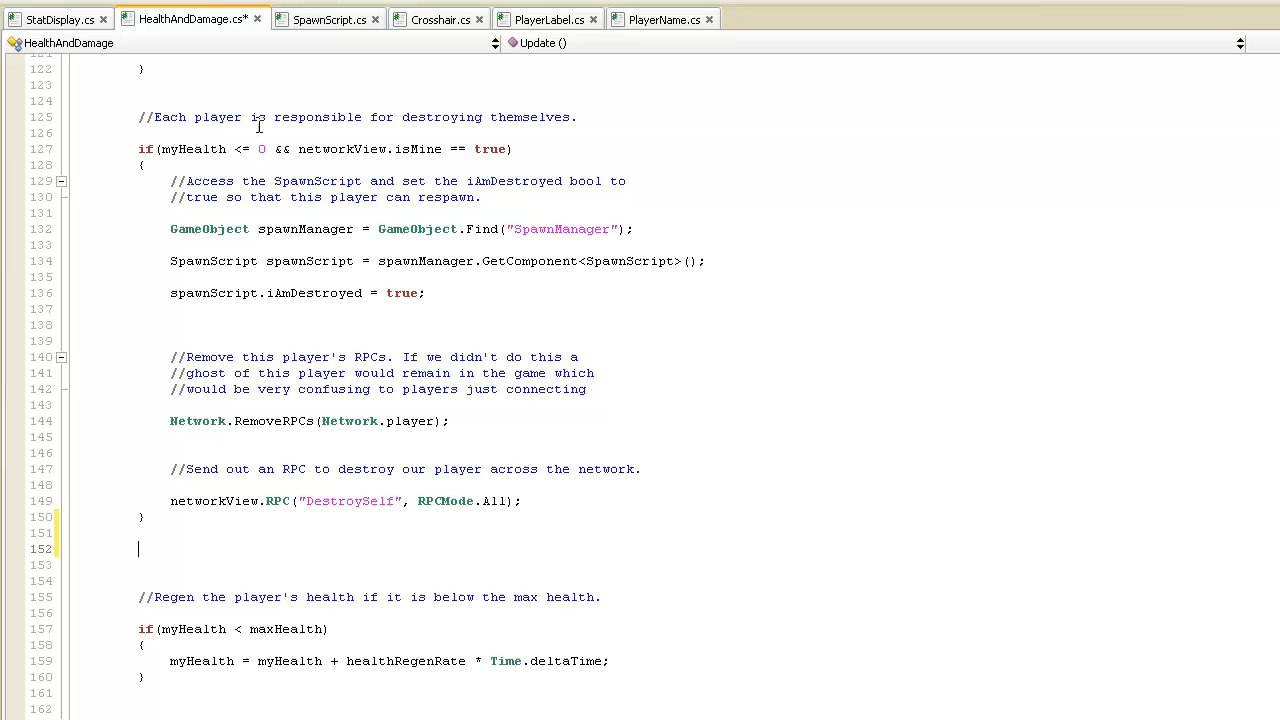 StatDisplay.cs × HealthAndDamage.cs* × SpawnScript.cs × Crosshair.cs × PlayerLabel.cs × PlayerName.cs ×
HealthAndDamage Update ()
121
122 }
123
124
125 //Each player is responsible for destroying themselves.
126
127 if(myHealth <= 0 && networkView.isMine == true)
128 {
129 //Access the SpawnScript and set the iAmDestroyed bool to
130 //true so that this player can respawn.
131
132 GameObject spawnManager = GameObject.Find("SpawnManager");
133
134 SpawnScript spawnScript = spawnManager.GetComponent<SpawnScript>();
135
136 spawnScript.iAmDestroyed = true;
137
138
139
140 //Remove this player's RPCs. If we didn't do this a
141 //ghost of this player would remain in the game which
142 //would be very confusing to players just connecting
143
144 Network.RemoveRPCs(Network.player);
145
146
147 //Send out an RPC to destroy our player across the network.
148
149 networkView.RPC("DestroySelf", RPCMode.All);
150 }
151
152
153
154
155 //Regen the player's health if it is below the max health.
156
157 if(myHealth < maxHealth)
158 {
159 myHealth = myHealth + healthRegenRate * Time.deltaTime;
160 }
161
162